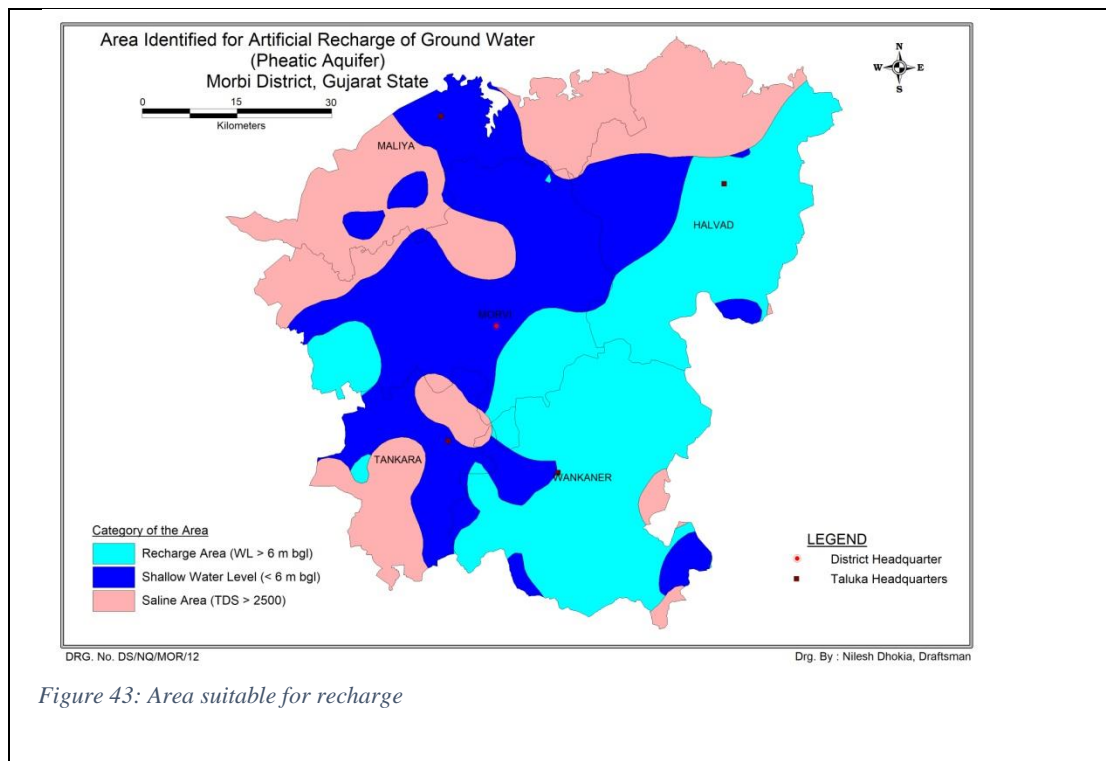 Area Identified for Artificial Recharge of Ground Water
(Pheatic Aquifer)
Morbi District, Gujarat State
0 15 30
Kilometers
N
W E
S
MALIYA
HALVAD
MORVI
TANKARA
WANKANER
Category of the Area
Recharge Area (WL > 6 m bgl)
Shallow Water Level (< 6 m bgl)
Saline Area (TDS > 2500)
LEGEND
District Headquarter
Taluka Headquarters
DRG. No. DS/NQ/MOR/12
Drg. By : Nilesh Dhokia, Draftsman
Figure 43: Area suitable for recharge